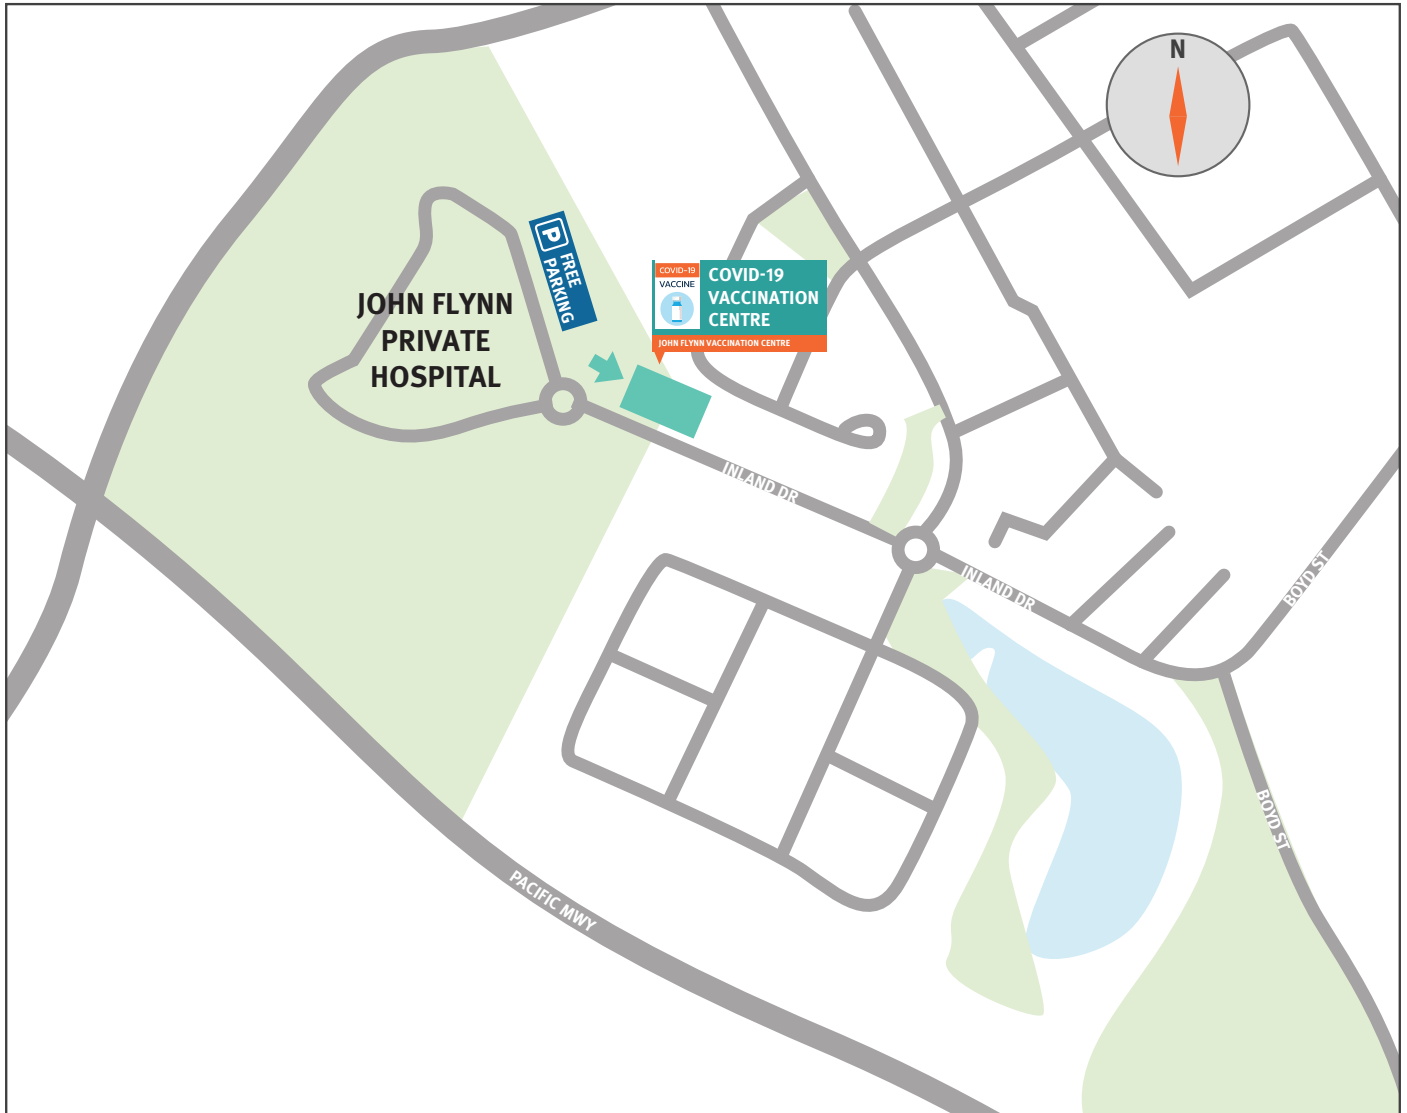 N
P
FREE
PARKING
COVID-19
VACCINE
COVID-19
VACCINATION
CENTRE
JOHN FLYNN VACCINATION CENTRE
JOHN FLYNN
PRIVATE
HOSPITAL
INLAND DR
INLAND DR
BOYD ST
BOYD ST
PACIFIC MWY